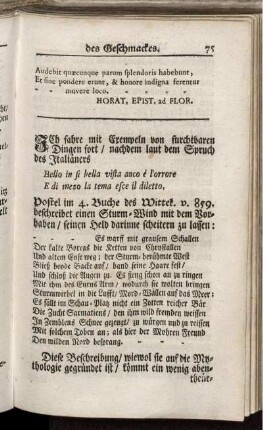 des Geschmackes. 75
Audebit quæcunque parum splendoris habebunt,
Et sine pondere erunt, & honore indigna ferentur
- - muvere loco. - - -
HORAT. EPIST. ad FLOR.
ICh fahre mit Exempeln von furchtbaren
Dingen fort / nachdem laut dem Spruch
des Italiäners
Bello in si bella vista anco é l'orrore
E di mezo la tema esce il diletto.
Postel im 4. Buche des Wittek. v. 859.
beschreibet einen Sturm-Wind mit dem Vor-
haben / seinen Held darinne scheitern zu lassen:
- - Es warff mit grausem Schallen
Der kalte Boreas die Ketten von Chrystallen
Und alten Eise weg; der Sturm-berühmte West
Bließ beede Backe auf / band seine Haare fest /
Und schlug die Augen zu. Es fieng schon an zu ringen
Mit ihm des Eurus Arm / wodurch sie wolten bringen
Sturmwirbel in die Lufft / Mord-Wällen auf das Meer:
Es fällt im Schau-Platz nicht ein Zotten reicher Bär
Die Zucht Sarmatiens / den ihm wild fremden weissen
In Zemblens Schnee gezeugt / zu würgen und zu reissen
Mit solchem Toben an; als hier der Mohren Freund
Den wilden Nord besprang. - -
Diese Beschreibung / wiewol sie auf die My-
thologie gegründet ist / kömmt ein wenig aben-
theur-